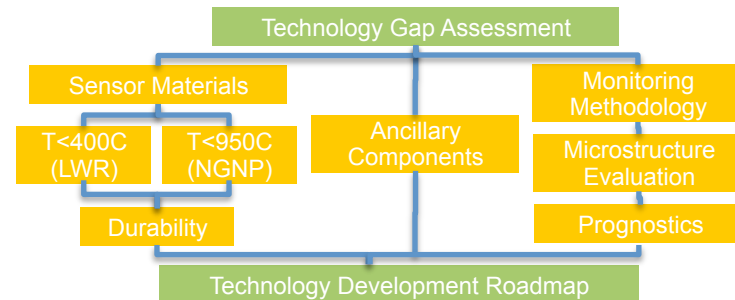 Technology Gap Assessment
Sensor Materials
T<400C
(LWR)
T<950C
(NGNP)
Durability
Ancillary
Components
Monitoring
Methodology
Microstructure
Evaluation
Prognostics
Technology Development Roadmap